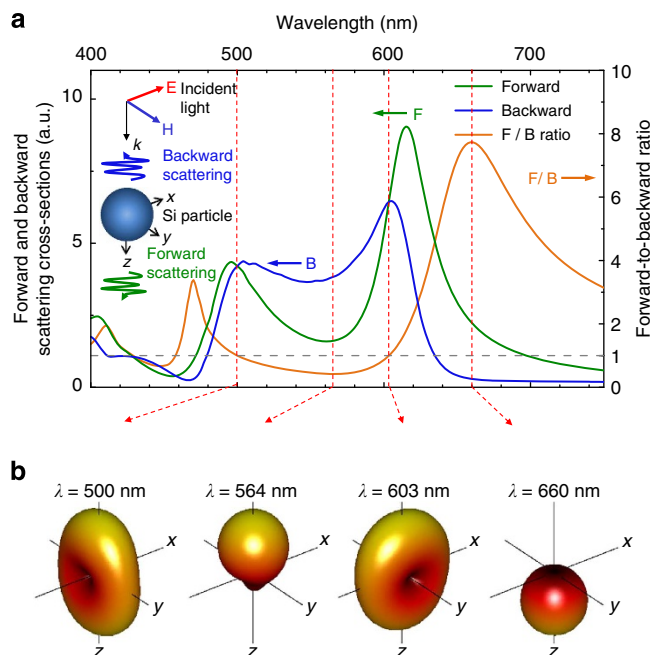 a
Wavelength (nm)
400 500 600 700
Forward and backward
scattering cross-sections (a.u.)
10
5
0
E Incident
light
H
k
Backward
scattering
x
Si particle
y
z
Forward
scattering
F
B
F/ B
Forward
Backward
F / B ratio
10
8
6
4
2
1
0
Forward-to-backward ratio
b
λ = 500 nm λ = 564 nm λ = 603 nm λ = 660 nm
x x x x
y y y y
z z z z